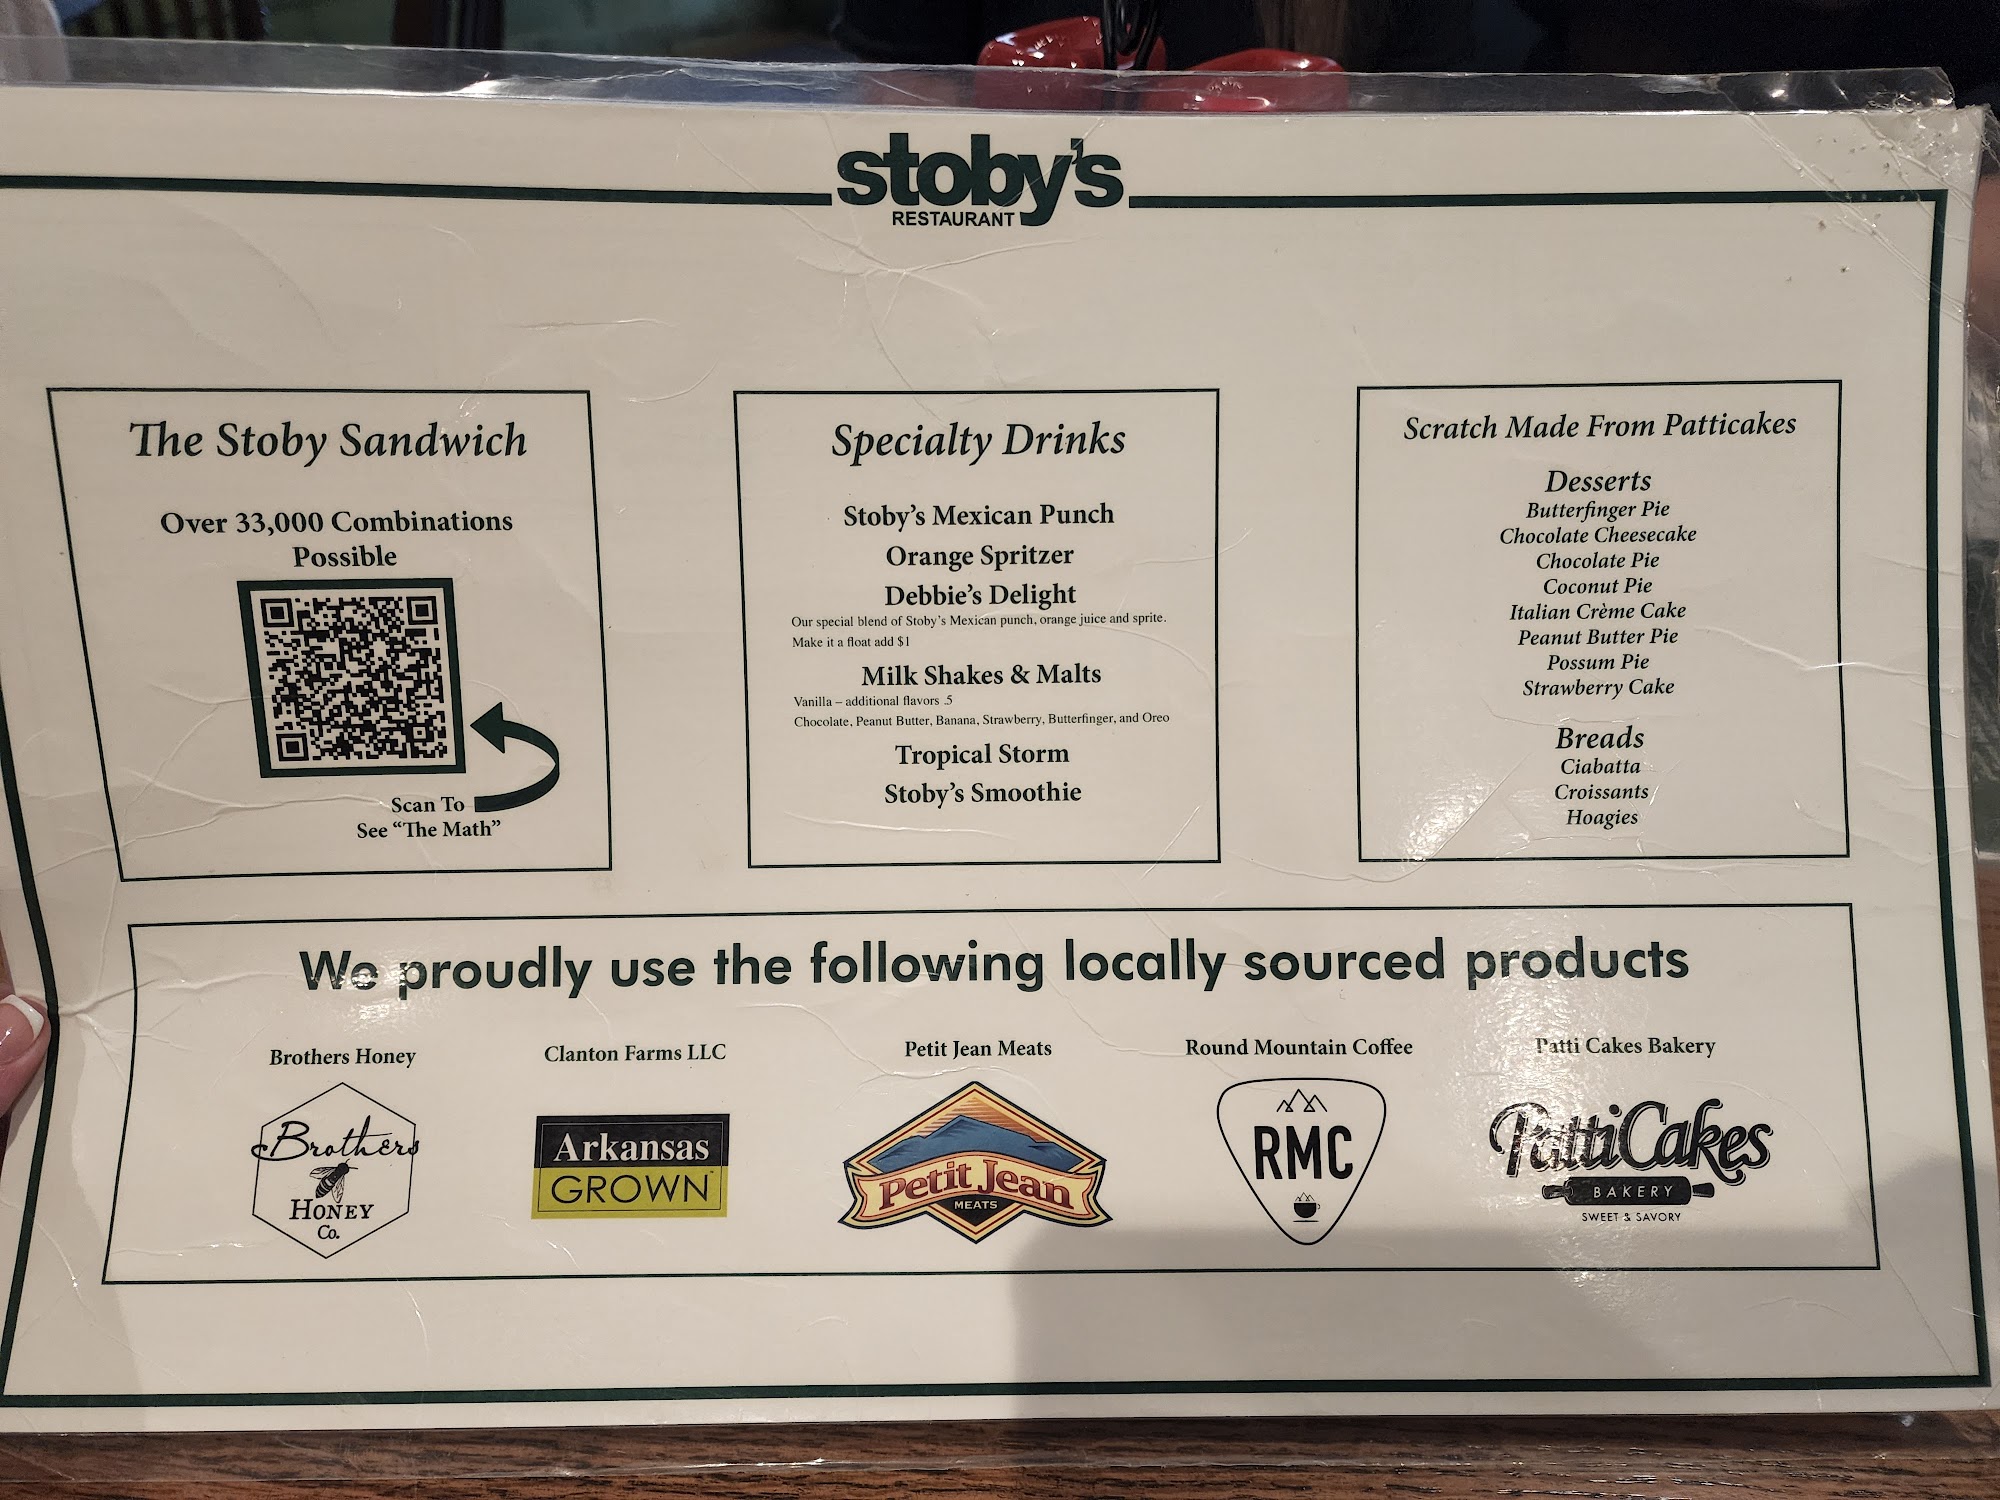 stoby's
RESTAURANT
The Stoby Sandwich
Over 33,000 Combinations
Possible
Scan To
See “The Math”
Specialty Drinks
Stoby’s Mexican Punch
Orange Spritzer
Debbie’s Delight
Our special blend of Stoby’s Mexican punch, orange juice and sprite.
Make it a float add $1
Milk Shakes & Malts
Vanilla – additional flavors .5
Chocolate, Peanut Butter, Banana, Strawberry, Butterfinger, and Oreo
Tropical Storm
Stoby’s Smoothie
Scratch Made From Patticakes
Desserts
Butterfinger Pie
Chocolate Cheesecake
Chocolate Pie
Coconut Pie
Italian Crème Cake
Peanut Butter Pie
Possum Pie
Strawberry Cake
Breads
Ciabatta
Croissants
Hoagies
We proudly use the following locally sourced products
Brothers Honey
Brothers
HONEY
Co.
Clanton Farms LLC
Arkansas
GROWN
Petit Jean Meats
Petit Jean
MEATS
Round Mountain Coffee
RMC
Patti Cakes Bakery
PattiCakes
BAKERY
SWEET & SAVORY